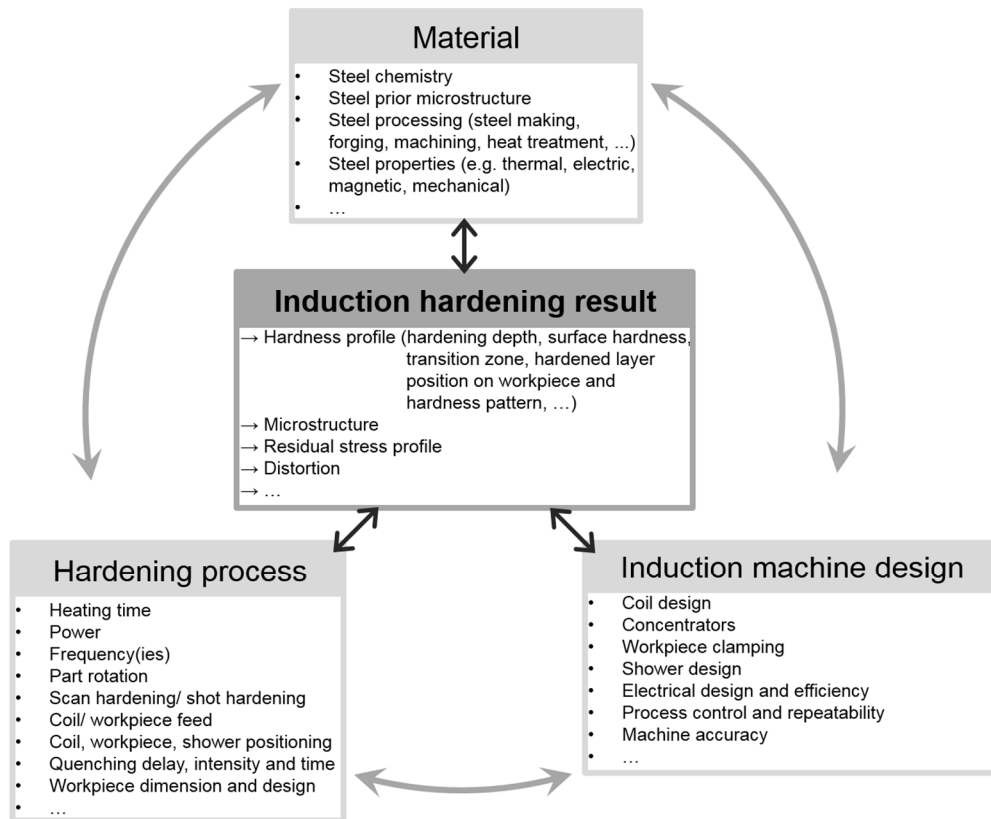 Material
• Steel chemistry
• Steel prior microstructure
• Steel processing (steel making,
forging, machining, heat treatment, ...)
• Steel properties (e.g. thermal, electric,
magnetic, mechanical)
• …
Induction hardening result
→ Hardness profile (hardening depth, surface hardness,
transition zone, hardened layer
position on workpiece and
hardness pattern, …)
→ Microstructure
→ Residual stress profile
→ Distortion
→ …
Hardening process
• Heating time
• Power
• Frequency(ies)
• Part rotation
• Scan hardening/ shot hardening
• Coil/ workpiece feed
• Coil, workpiece, shower positioning
• Quenching delay, intensity and time
• Workpiece dimension and design
• …
Induction machine design
• Coil design
• Concentrators
• Workpiece clamping
• Shower design
• Electrical design and efficiency
• Process control and repeatability
• Machine accuracy
• …